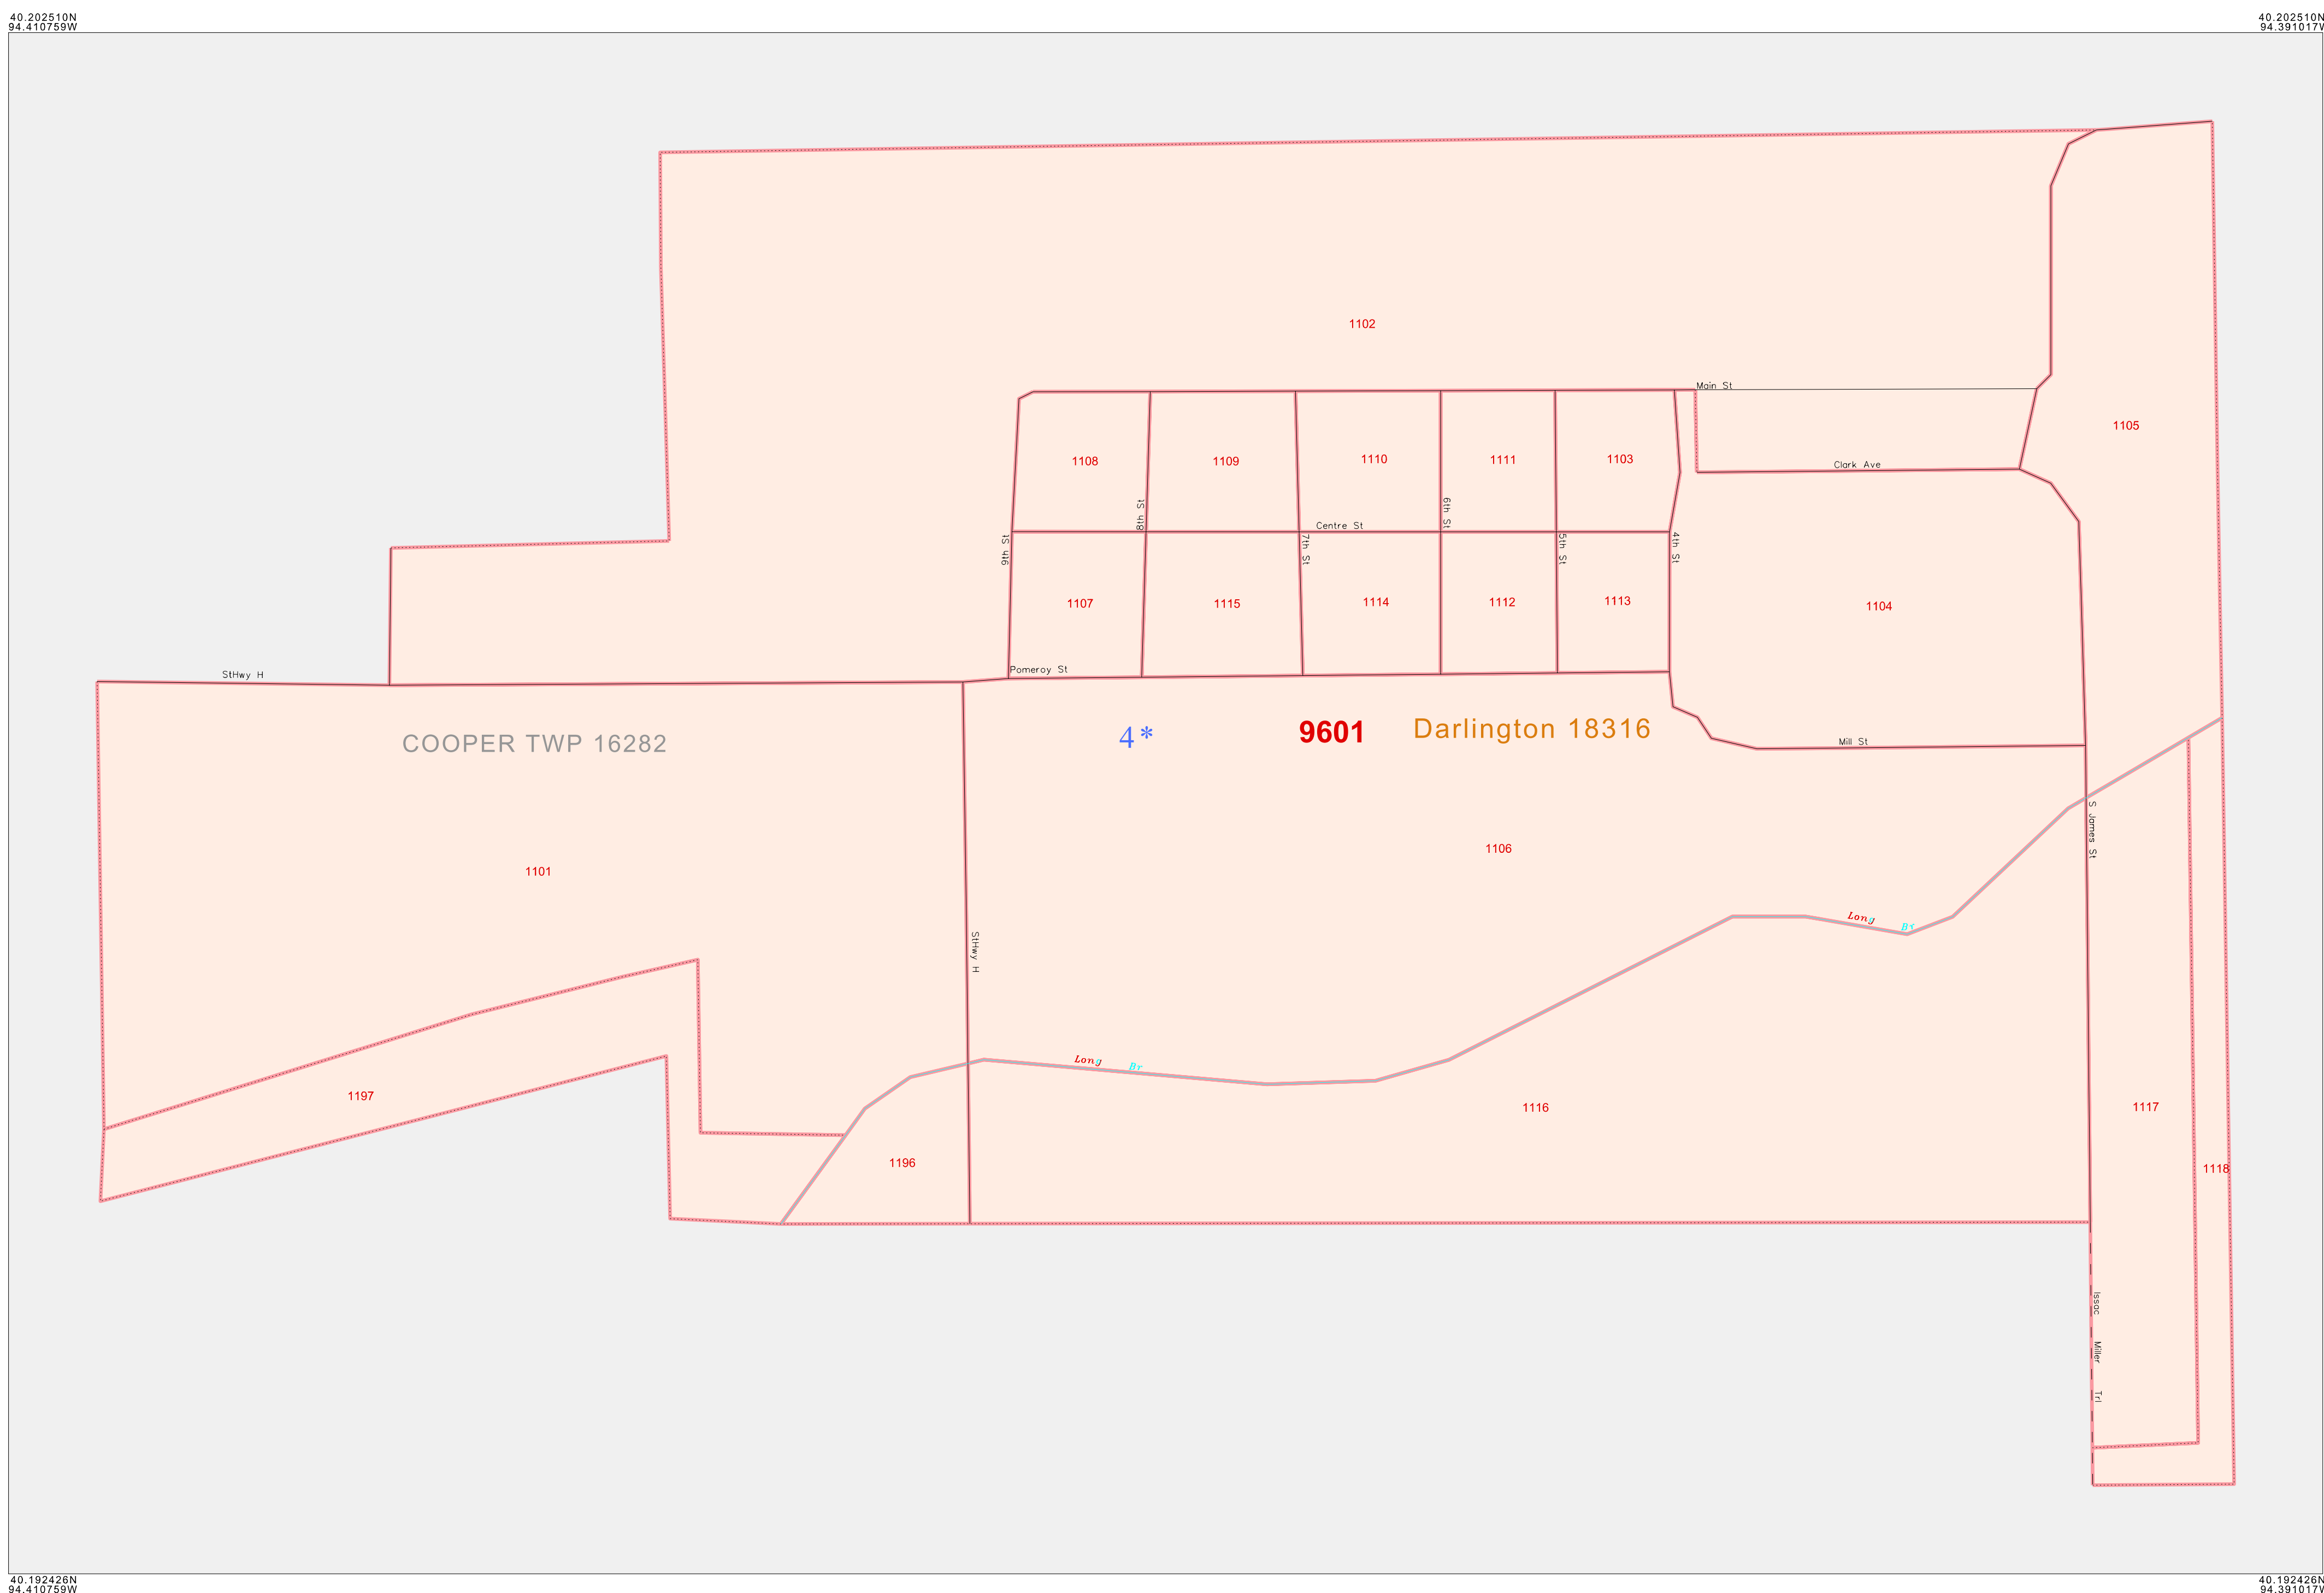 40.202510N
94.410759W
40.202510N
94.391017W
1102
Main St
1105
1108
1109
1110
1111
1103
Clark Ave
8th St
6th St
Centre St
9th St
7th St
5th St
4th St
1107
1115
1114
1112
1113
1104
StHwy H
Pomeroy St
COOPER TWP 16282
4*
9601
Darlington 18316
Mill St
S James St
1106
1101
Long Br
StHwy H
Long Br
1197
1116
1117
1196
1118
Issac Miller Trl
40.192426N
94.410759W
40.192426N
94.391017W